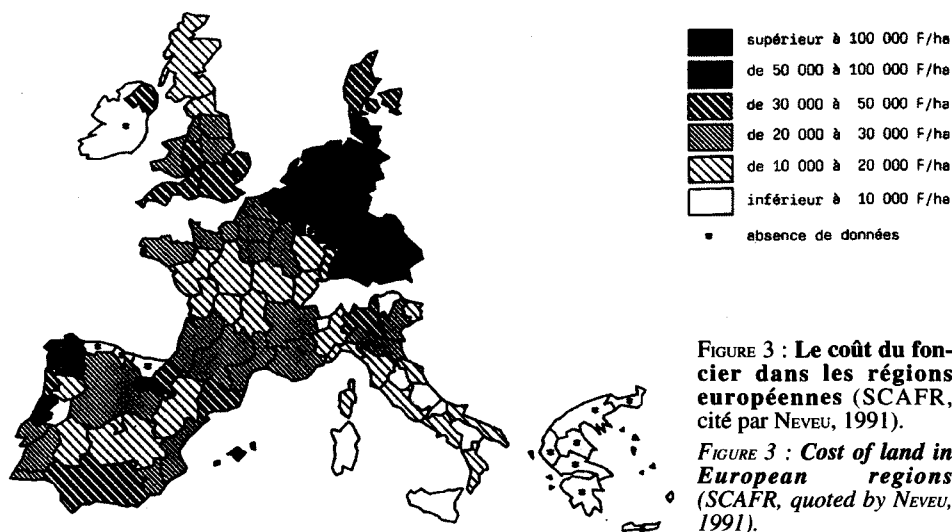 supérieur à 100 000 F/ha
de 50 000 à 100 000 F/ha
de 30 000 à 50 000 F/ha
de 20 000 à 30 000 F/ha
de 10 000 à 20 000 F/ha
inférieur à 10 000 F/ha
absence de données
FIGURE 3 : Le coût du fon-
cier dans les régions
européennes (SCAFR,
cité par NEVEU, 1991).
FIGURE 3 : Cost of land in
European regions
(SCAFR, quoted by NEVEU,
1991).